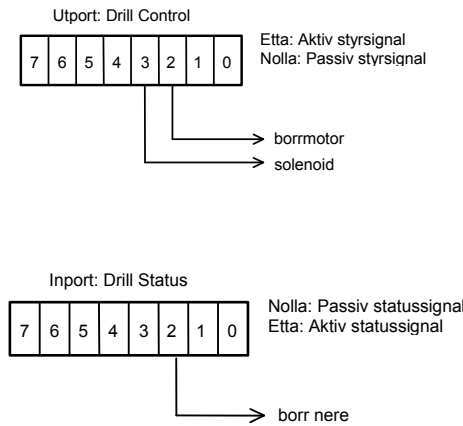 Utport: Drill Control
Etta: Aktiv styrsignal
Nolla: Passiv styrsignal
7 6 5 4 3 2 1 0
borrmotor
solenoid
Inport: Drill Status
Nolla: Passiv statussignal
Etta: Aktiv statussignal
7 6 5 4 3 2 1 0
borr nere